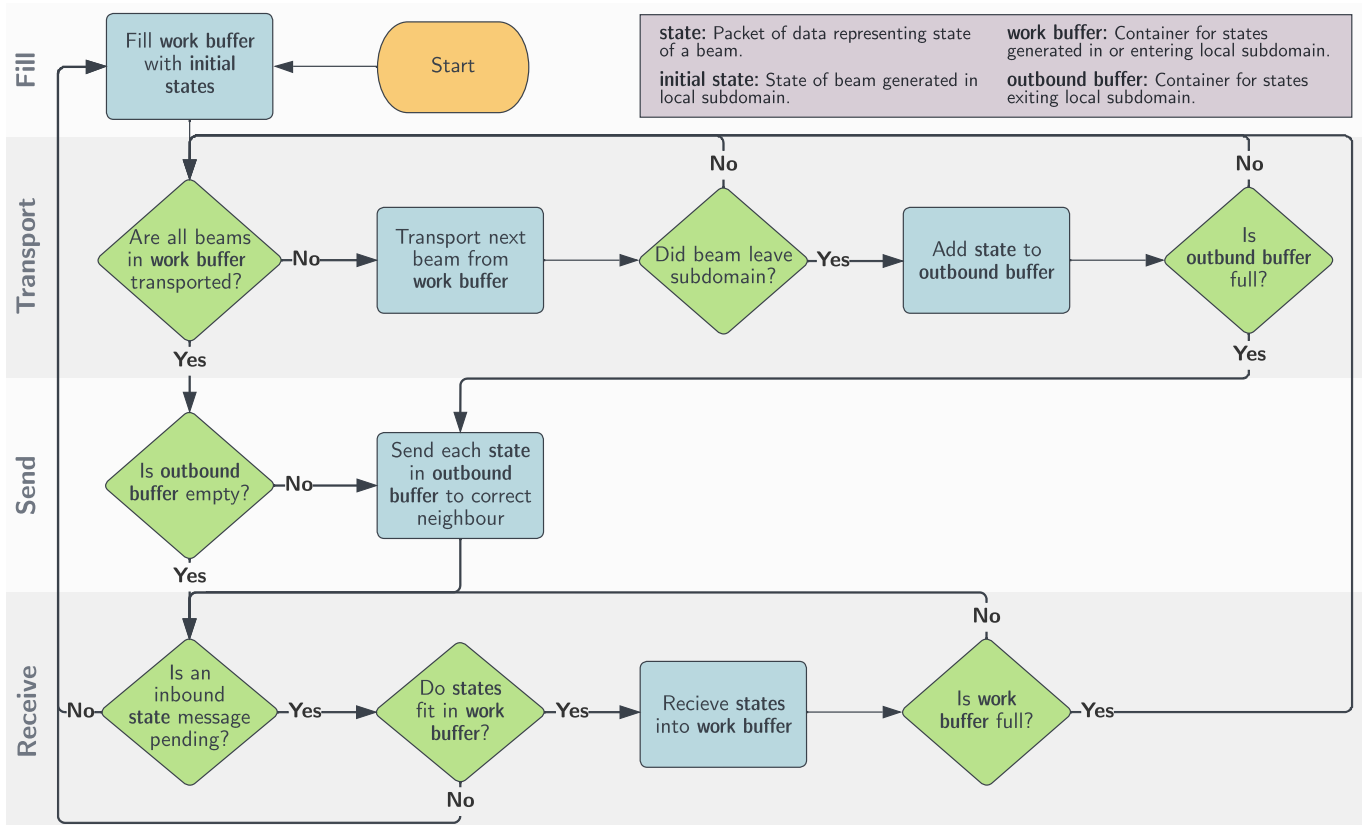 Fill
Fill work buffer
with initial
states
Start
state: Packet of data representing state
of a beam.
initial state: State of beam generated in
local subdomain.
work buffer: Container for states
generated in or entering local subdomain.
outbound buffer: Container for states
exiting local subdomain.
Transport
Are all beams
in work buffer
transported?
No
Transport next
beam from
work buffer
No
Did beam leave
subdomain?
Yes
Add state to
outbound buffer
No
Is
outbund buffer
full?
Yes
Yes
Send
Is outbound
buffer empty?
No
Send each state
in outbound
buffer to correct
neighbour
Yes
Receive
No
Is an
inbound
state message
pending?
Yes
Do states
fit in work
buffer?
Yes
Recieve states
into work buffer
No
Is work
buffer full?
Yes
No